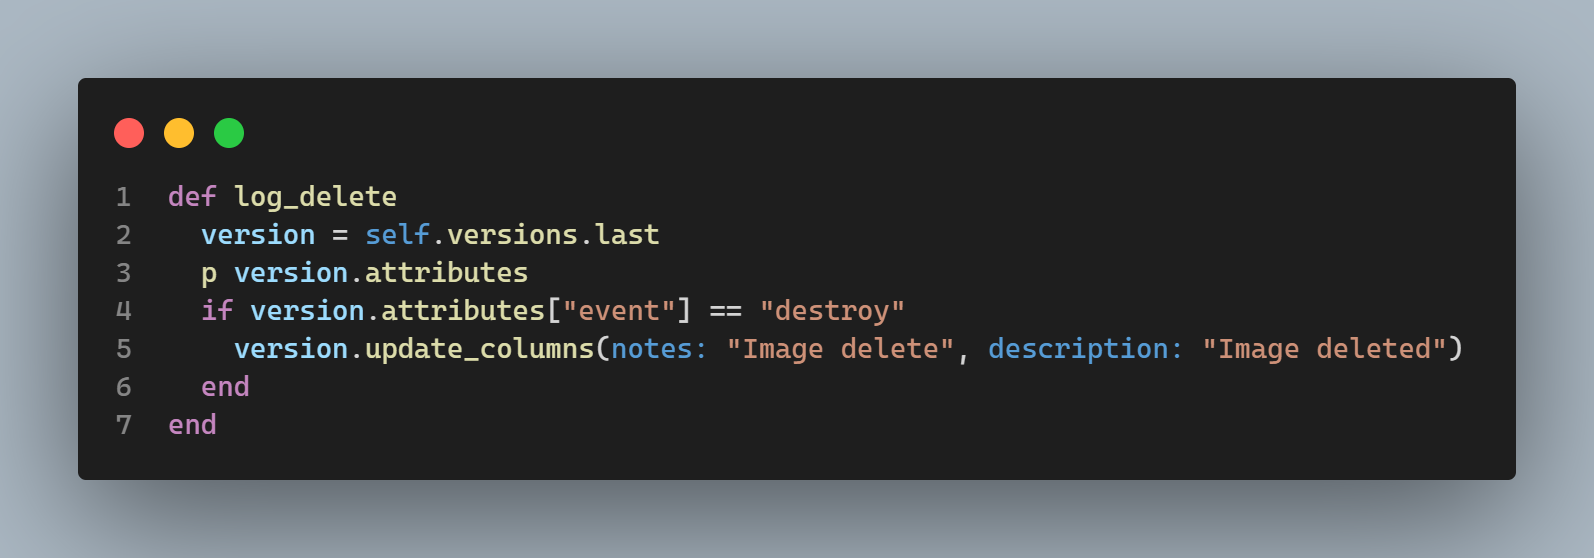 1 def log_delete
2   version = self.versions.last
3   p version.attributes
4   if version.attributes["event"] == "destroy"
5     version.update_columns(notes: "Image delete", description: "Image deleted")
6   end
7 end